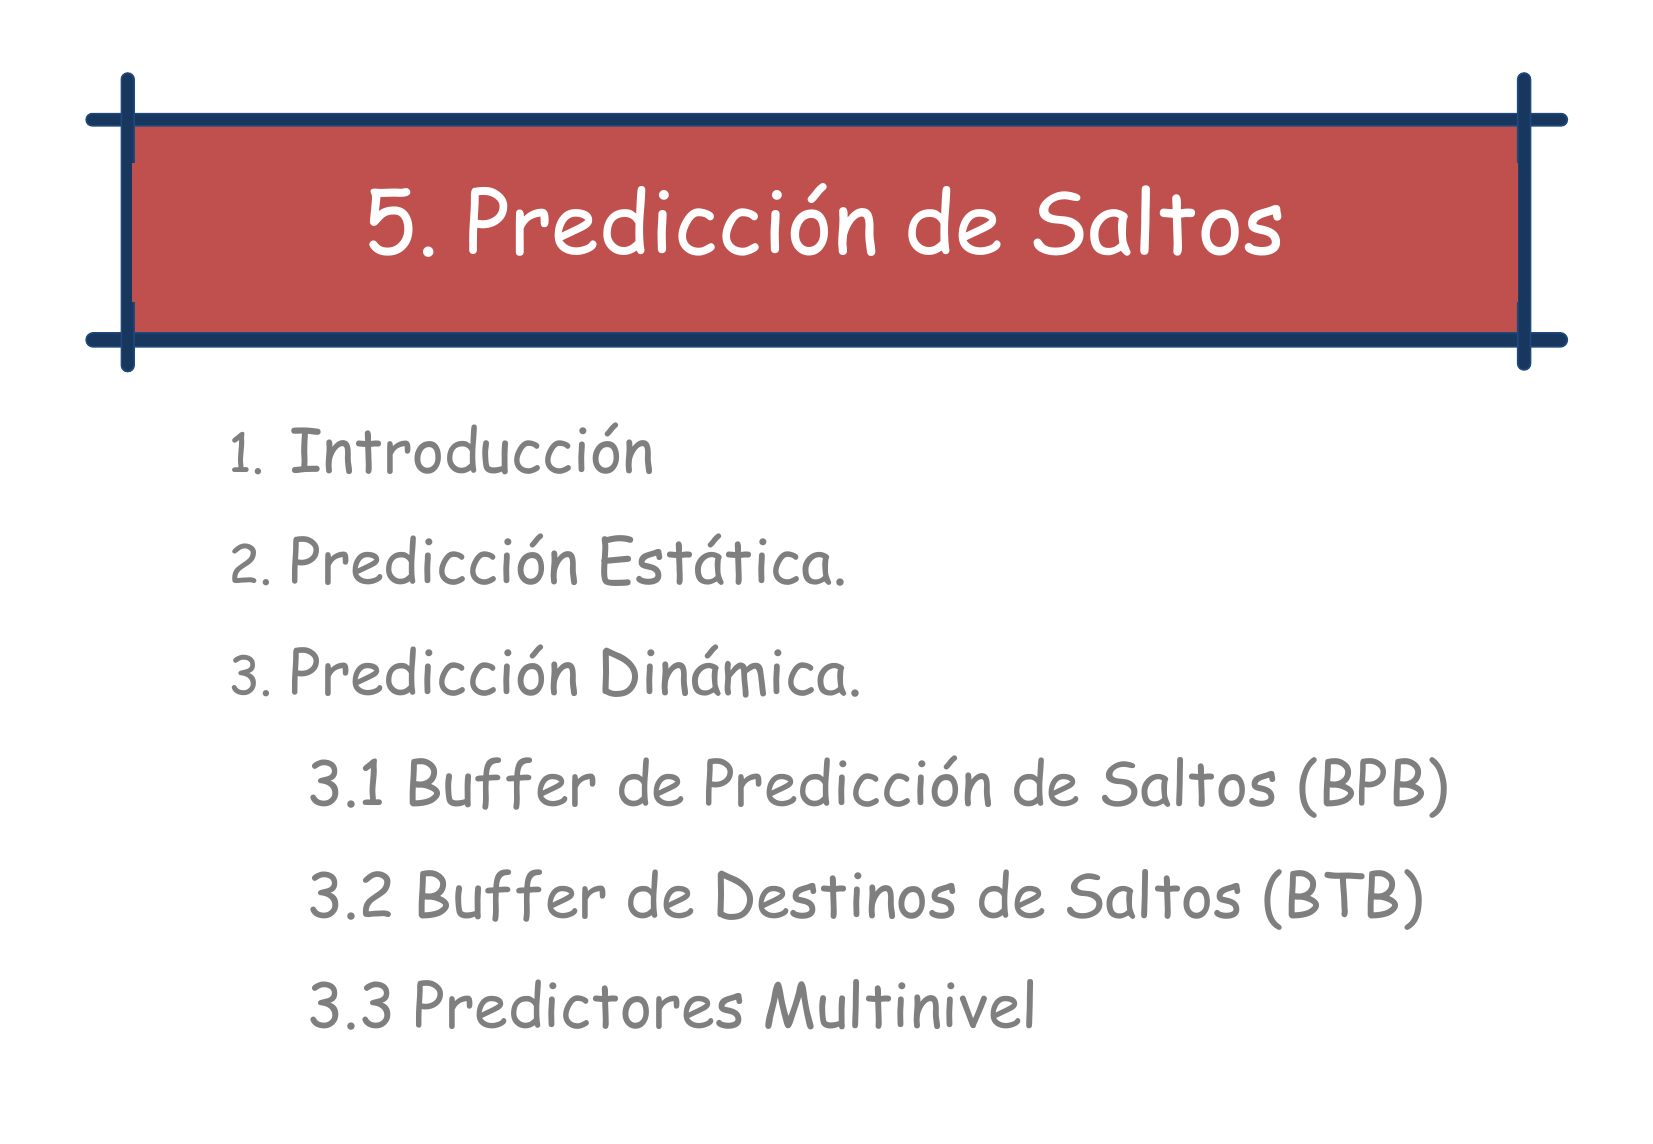 5. Predicción de Saltos
1. Introducción
2. Predicción Estática.
3. Predicción Dinámica.
3.1 Buffer de Predicción de Saltos (BPB)
3.2 Buffer de Destinos de Saltos (BTB)
3.3 Predictores Multinivel